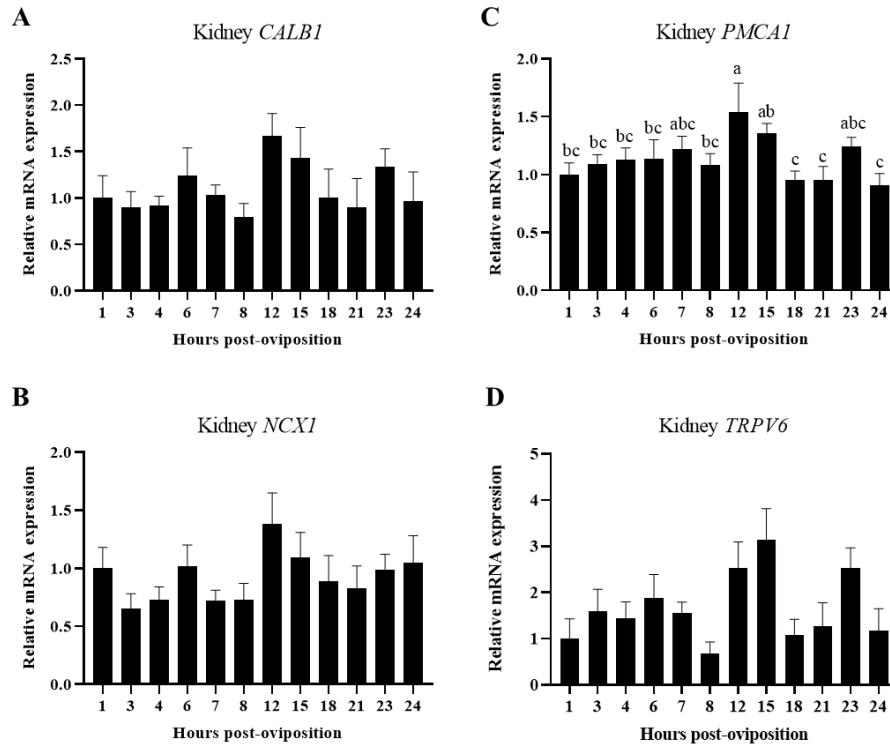 A
Kidney CALB1
Relative mRNA expression
2.5
2.0
1.5
1.0
0.5
0.0
1 3 4 6 7 8 12 15 18 21 23 24
Hours post-oviposition
C
Kidney PMCA1
Relative mRNA expression
2.0
1.5
1.0
0.5
0.0
bc bc bc bc abc bc a ab c c abc c
1 3 4 6 7 8 12 15 18 21 23 24
Hours post-oviposition
B
Kidney NCX1
Relative mRNA expression
2.0
1.5
1.0
0.5
0.0
1 3 4 6 7 8 12 15 18 21 23 24
Hours post-oviposition
D
Kidney TRPV6
Relative mRNA expression
5
4
3
2
1
0
1 3 4 6 7 8 12 15 18 21 23 24
Hours post-oviposition